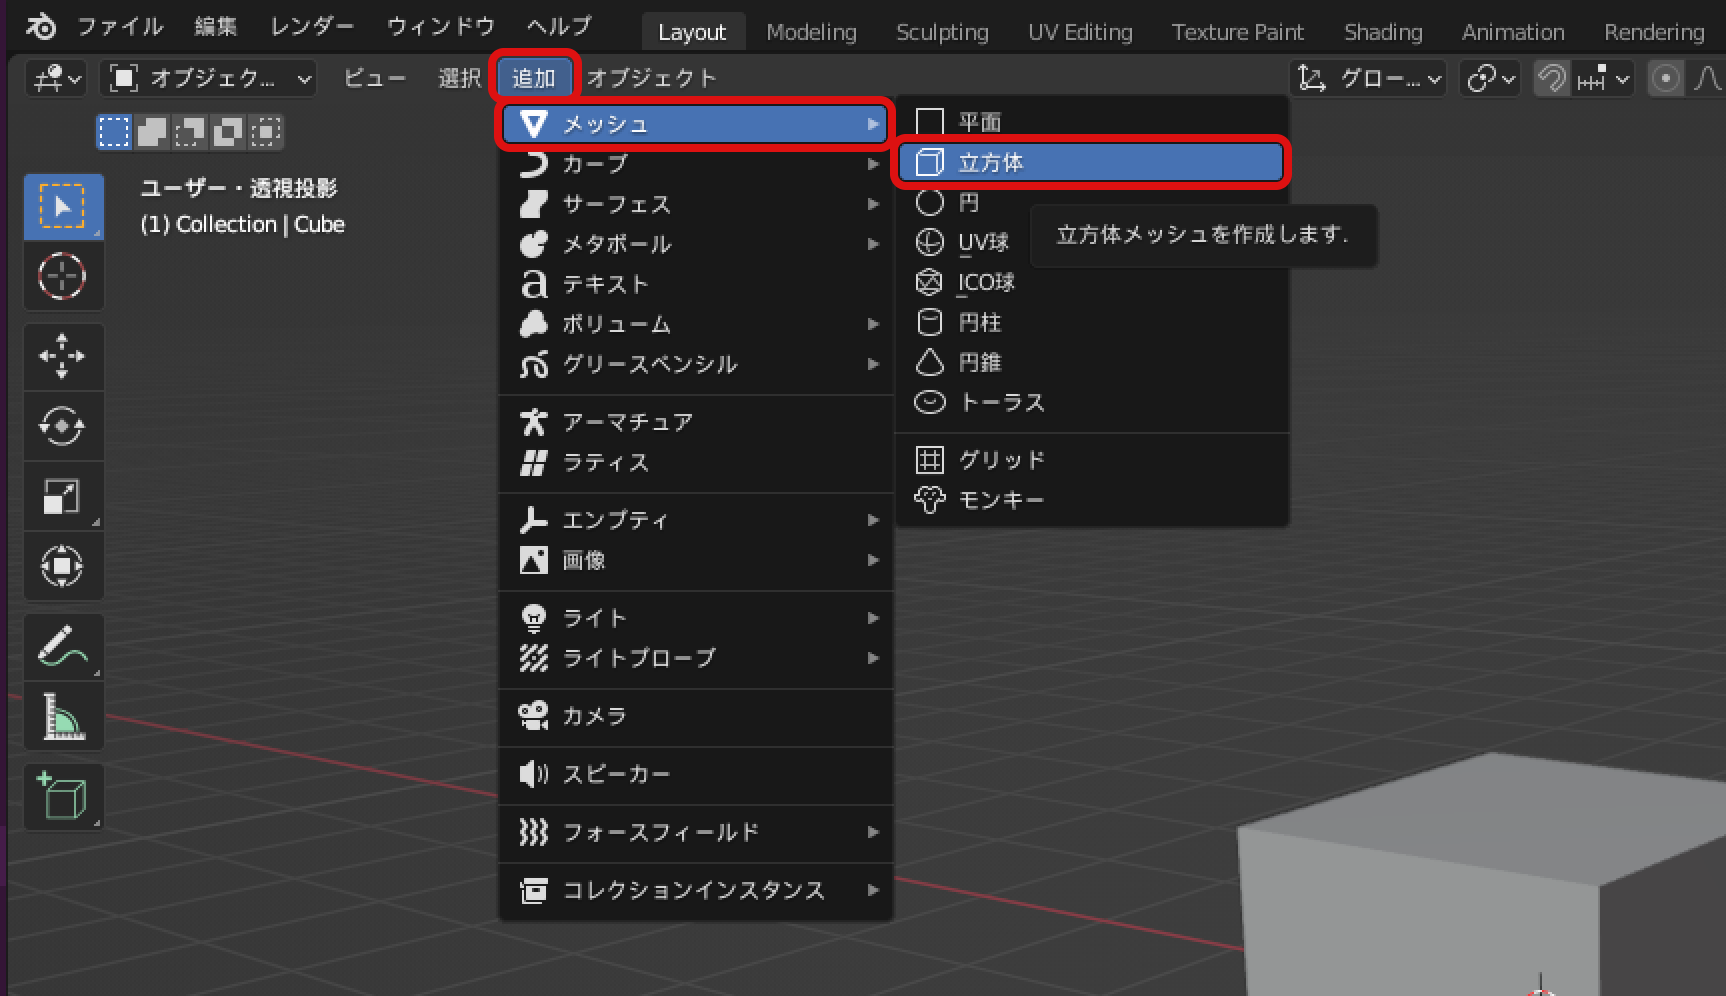 ファイル 編集 レンダー ウィンドウ ヘルプ Layout Modeling Sculpting UV Editing Texture Paint Shading Animation Rendering
オブジェク... ビュー 選択 追加 オブジェクト グロー...
ユーザー・透視投影
(1) Collection | Cube
メッシュ
カーブ
サーフェス
メタボール
テキスト
ボリューム
グリースペンシル
アーマチュア
ラティス
エンプティ
画像
ライト
ライトプローブ
カメラ
スピーカー
フォースフィールド
コレクションインスタンス
平面
立方体
円
UV球
ICO球
円柱
円錐
トーラス
グリッド
モンキー
立方体メッシュを作成します.